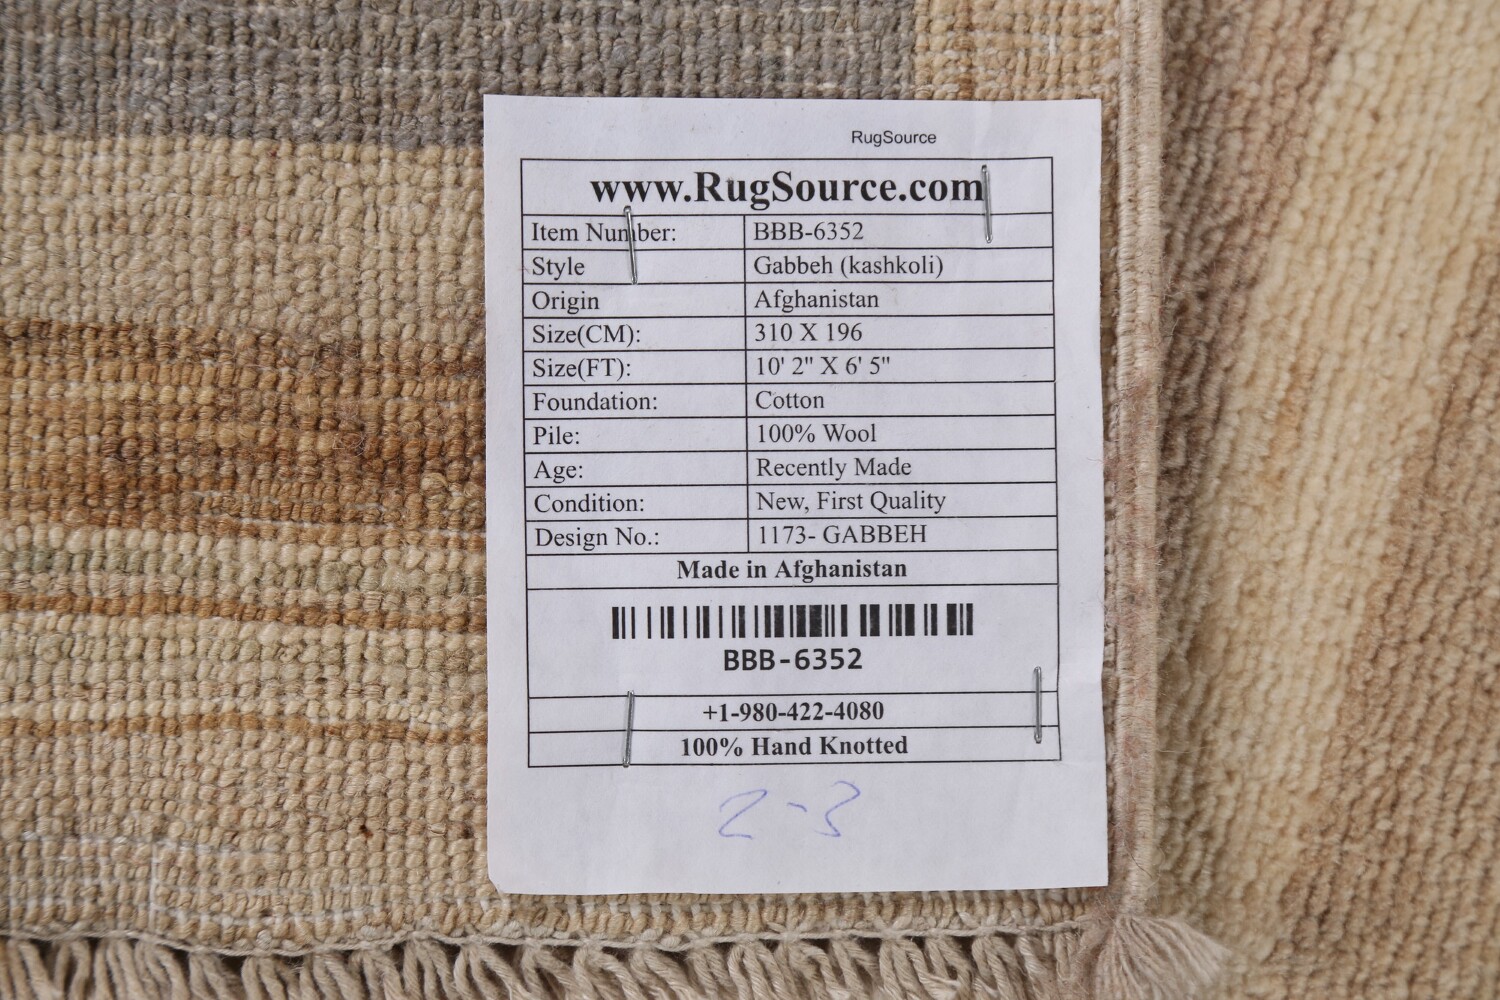 RugSource
www.RugSource.com
Item Number: BBB-6352
Style Gabbeh (kashkoli)
Origin Afghanistan
Size(CM): 310 X 196
Size(FT): 10' 2" X 6' 5"
Foundation: Cotton
Pile: 100% Wool
Age: Recently Made
Condition: New, First Quality
Design No.: 1173- GABBEH
Made in Afghanistan
BBB-6352
+1-980-422-4080
100% Hand Knotted
2-3